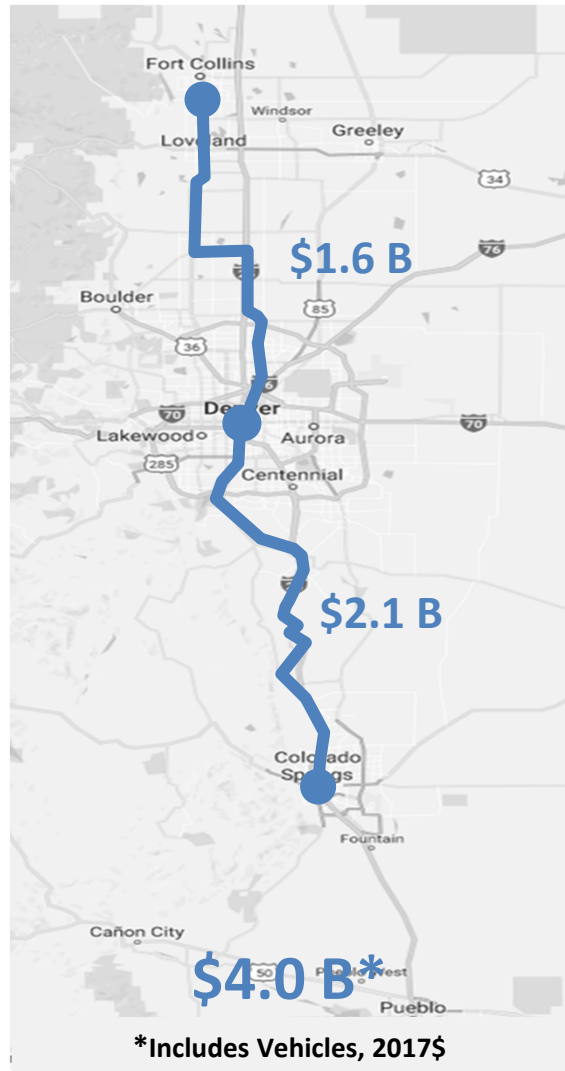 Fort Collins
Windsor
Greeley
Loveland
34
$1.6 B
76
Boulder
85
36
Denver
70
70
Lakewood
Aurora
285
Centennial
$2.1 B
Colorado
Springs
Fountain
Cañon City
$4.0 B*
50
Pueblo West
Pueblo
*Includes Vehicles, 2017$